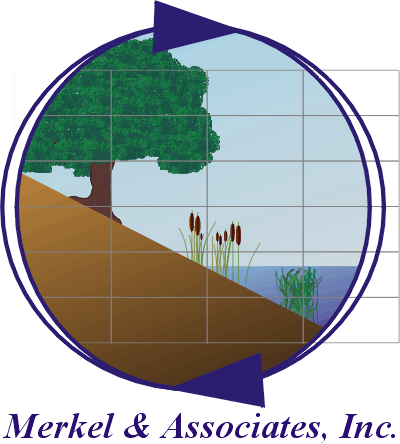 Merkel & Associates, Inc.